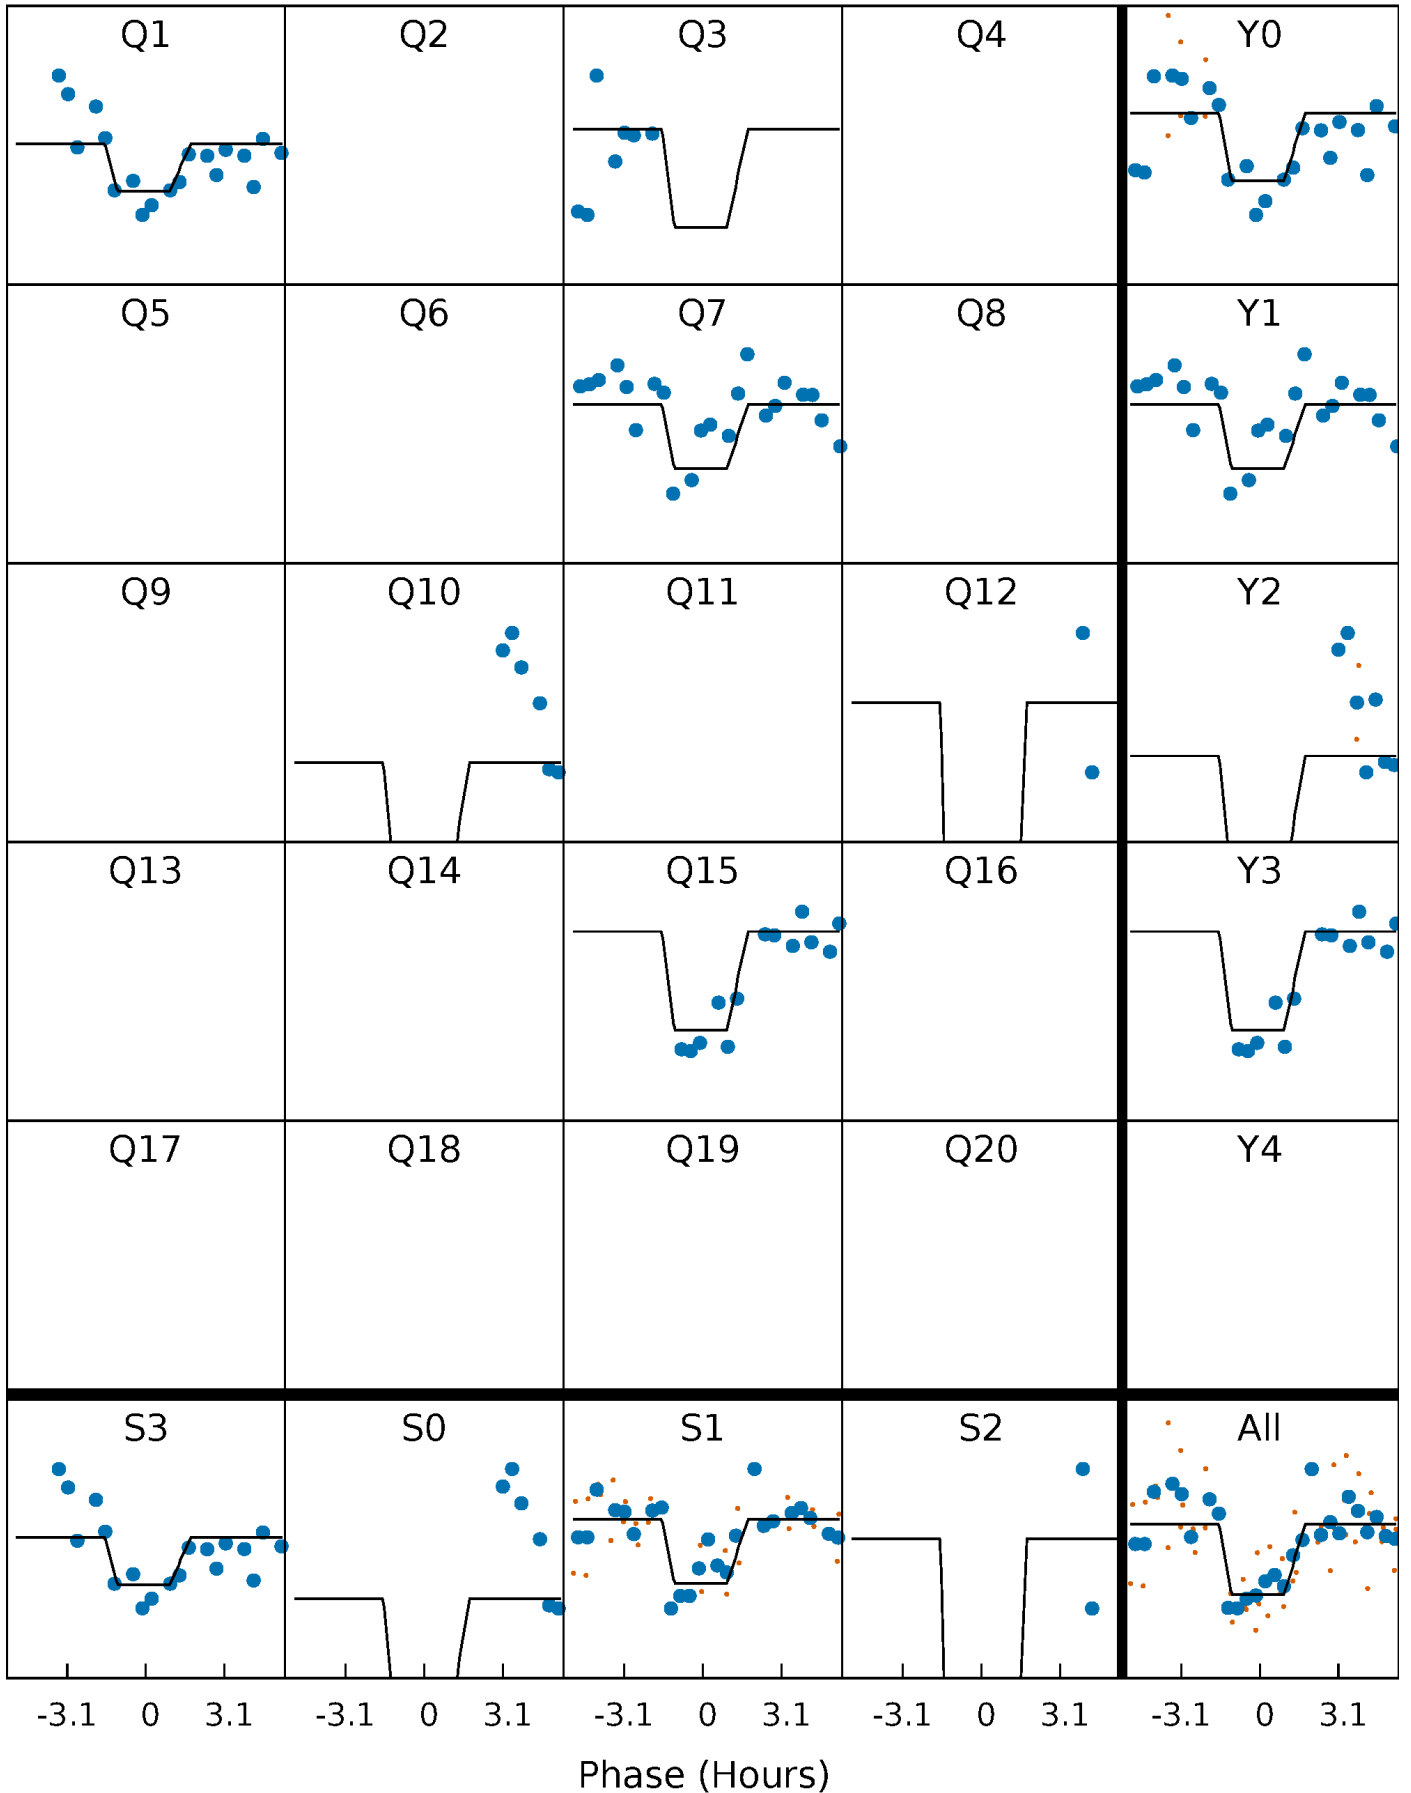 Q1 Q2 Q3 Q4 Y0
Q5 Q6 Q7 Q8 Y1
Q9 Q10 Q11 Q12 Y2
Q13 Q14 Q15 Q16 Y3
Q17 Q18 Q19 Q20 Y4
S3 S0 S1 S2 All
-3.1 0 3.1 -3.1 0 3.1 -3.1 0 3.1 -3.1 0 3.1 -3.1 0 3.1
Phase (Hours)